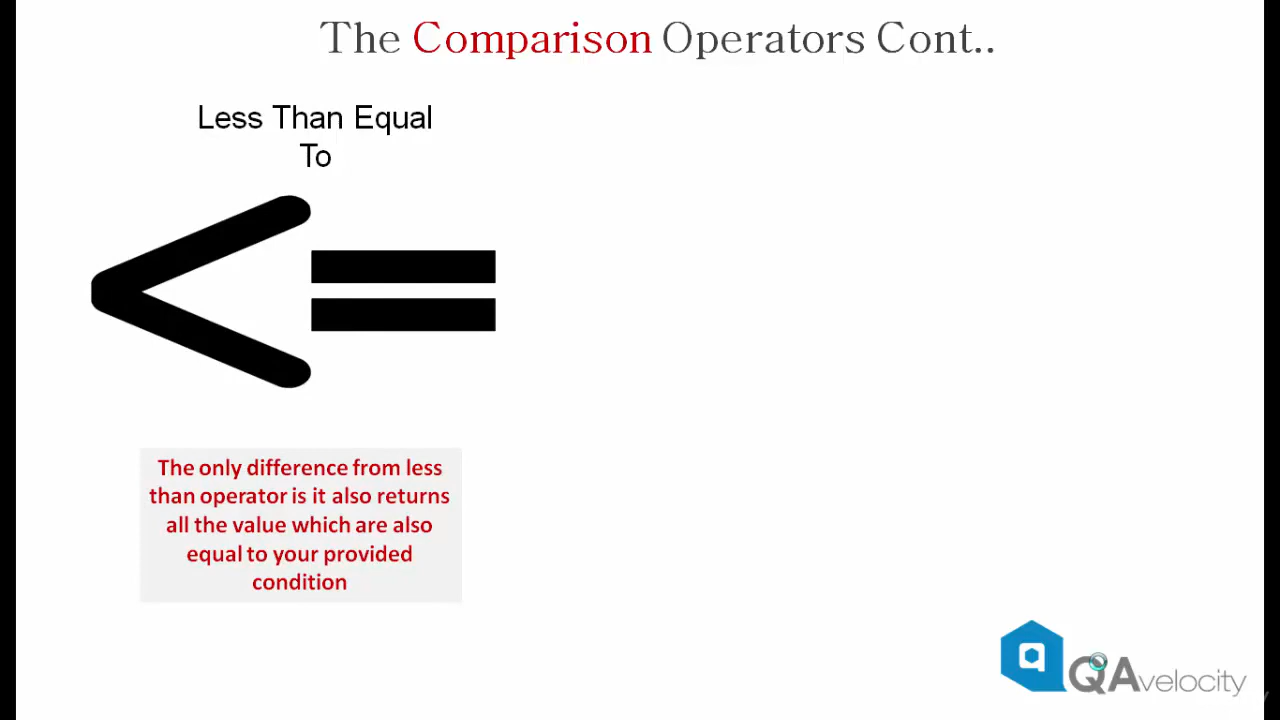 The Comparison Operators Cont..
Less Than Equal
To
<=
The only difference from less
than operator is it also returns
all the value which are also
equal to your provided
condition
q QAvelocity